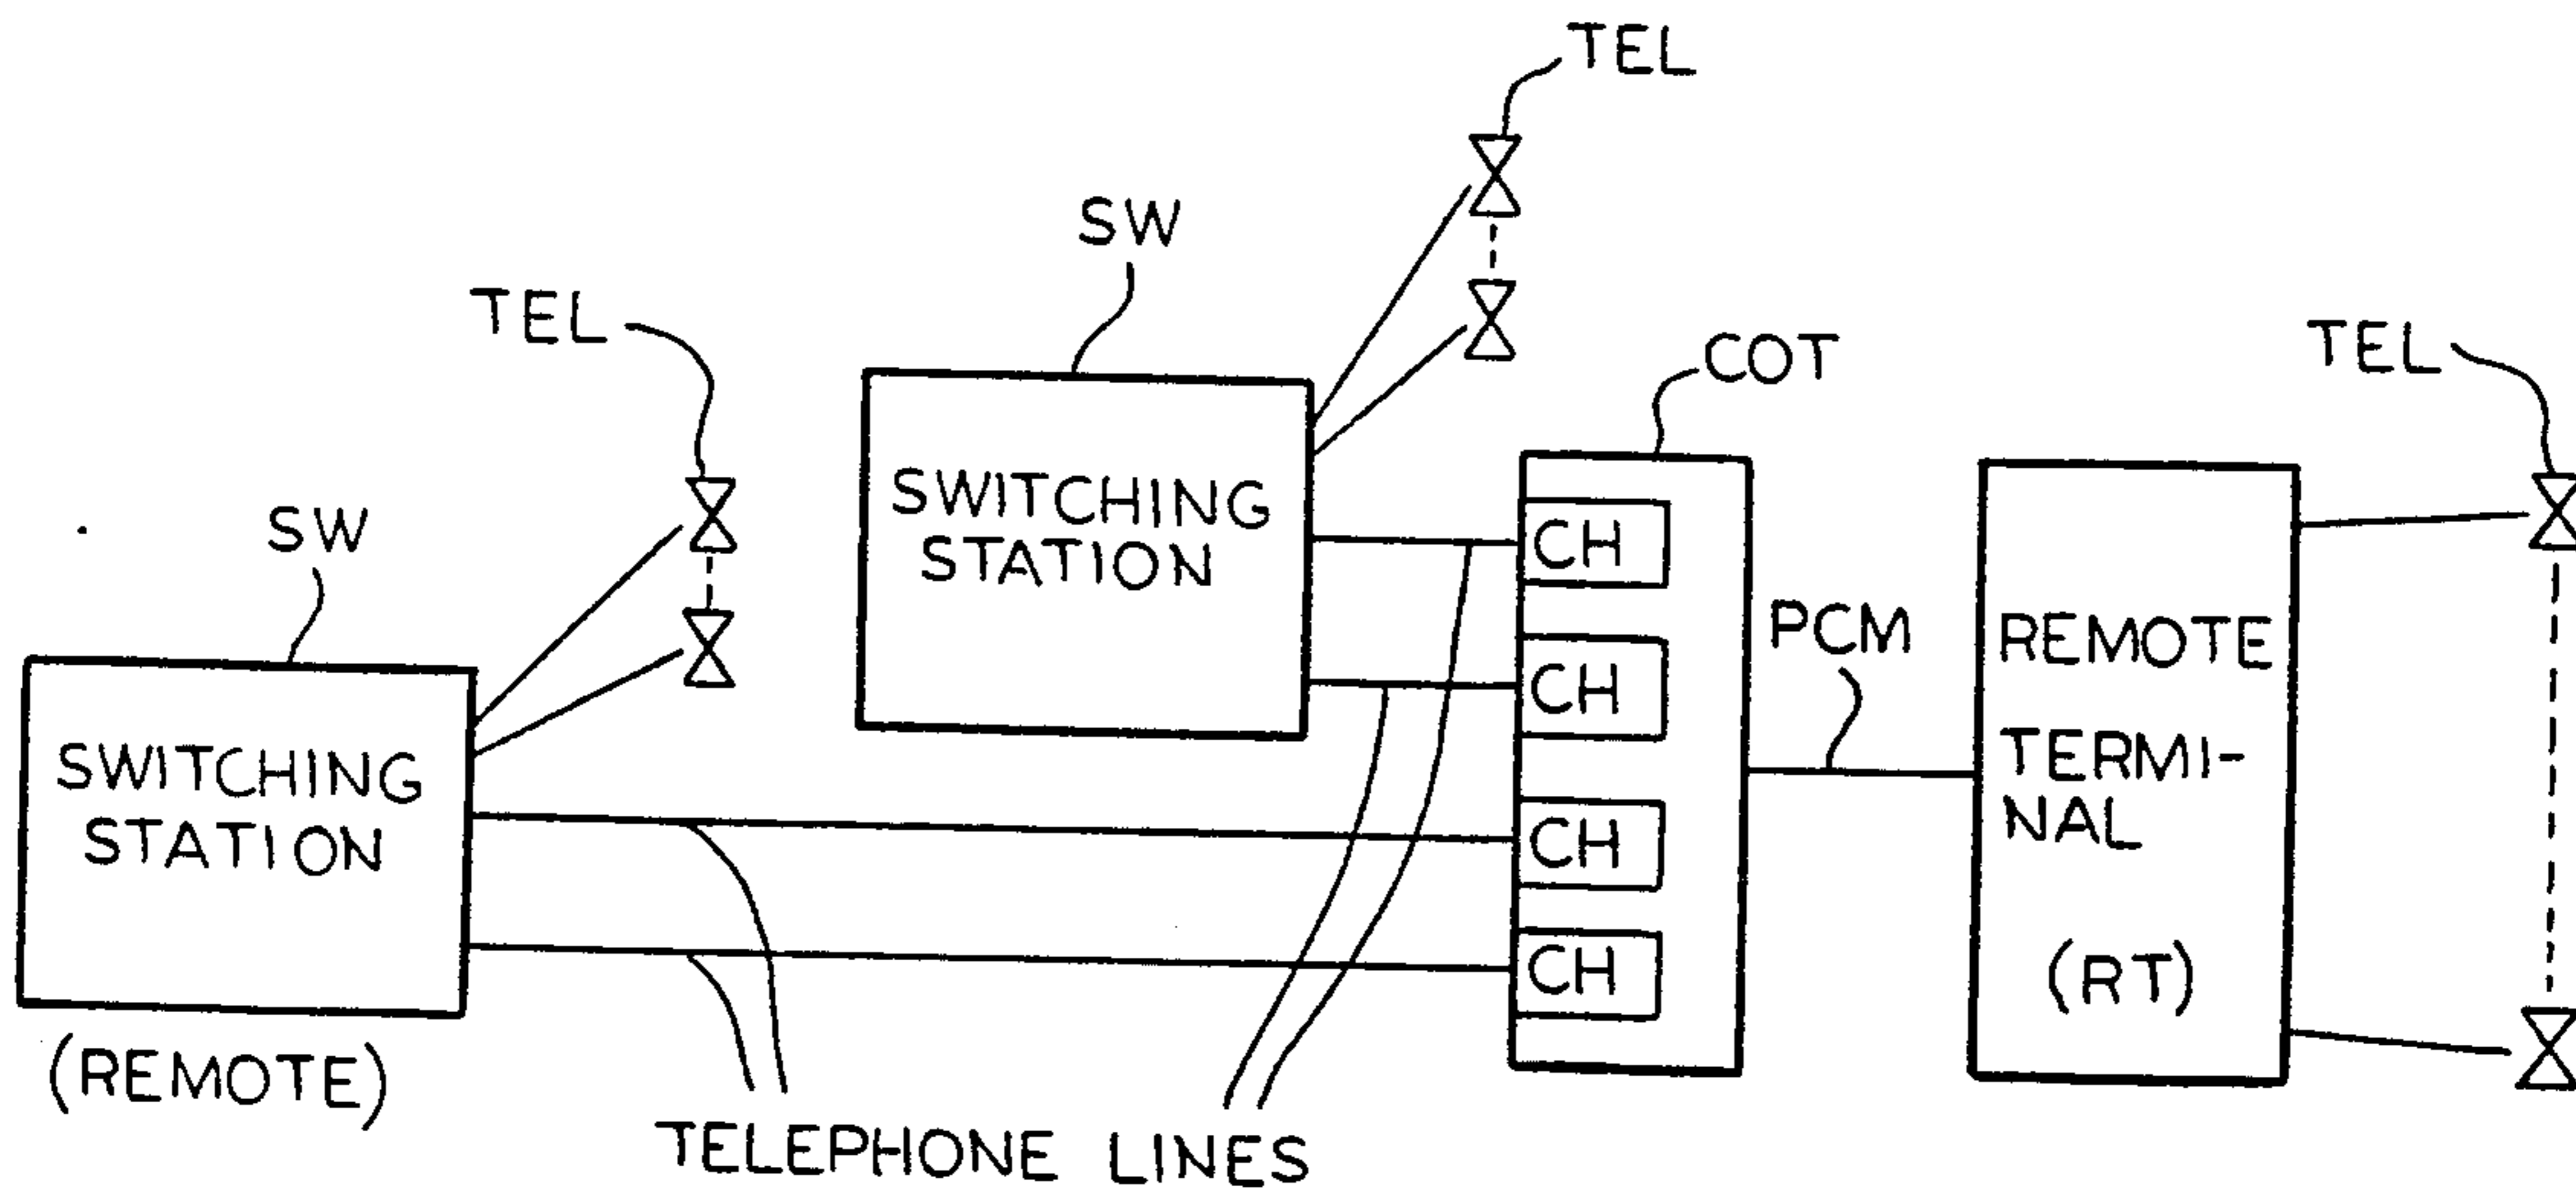 TEL
SW
TEL
COT
TEL
SW
SWITCHING
STATION
CH
CH
CH
CH
PCM
REMOTE
TERMI-
NAL
(RT)
SWITCHING
STATION
(REMOTE)
TELEPHONE LINES